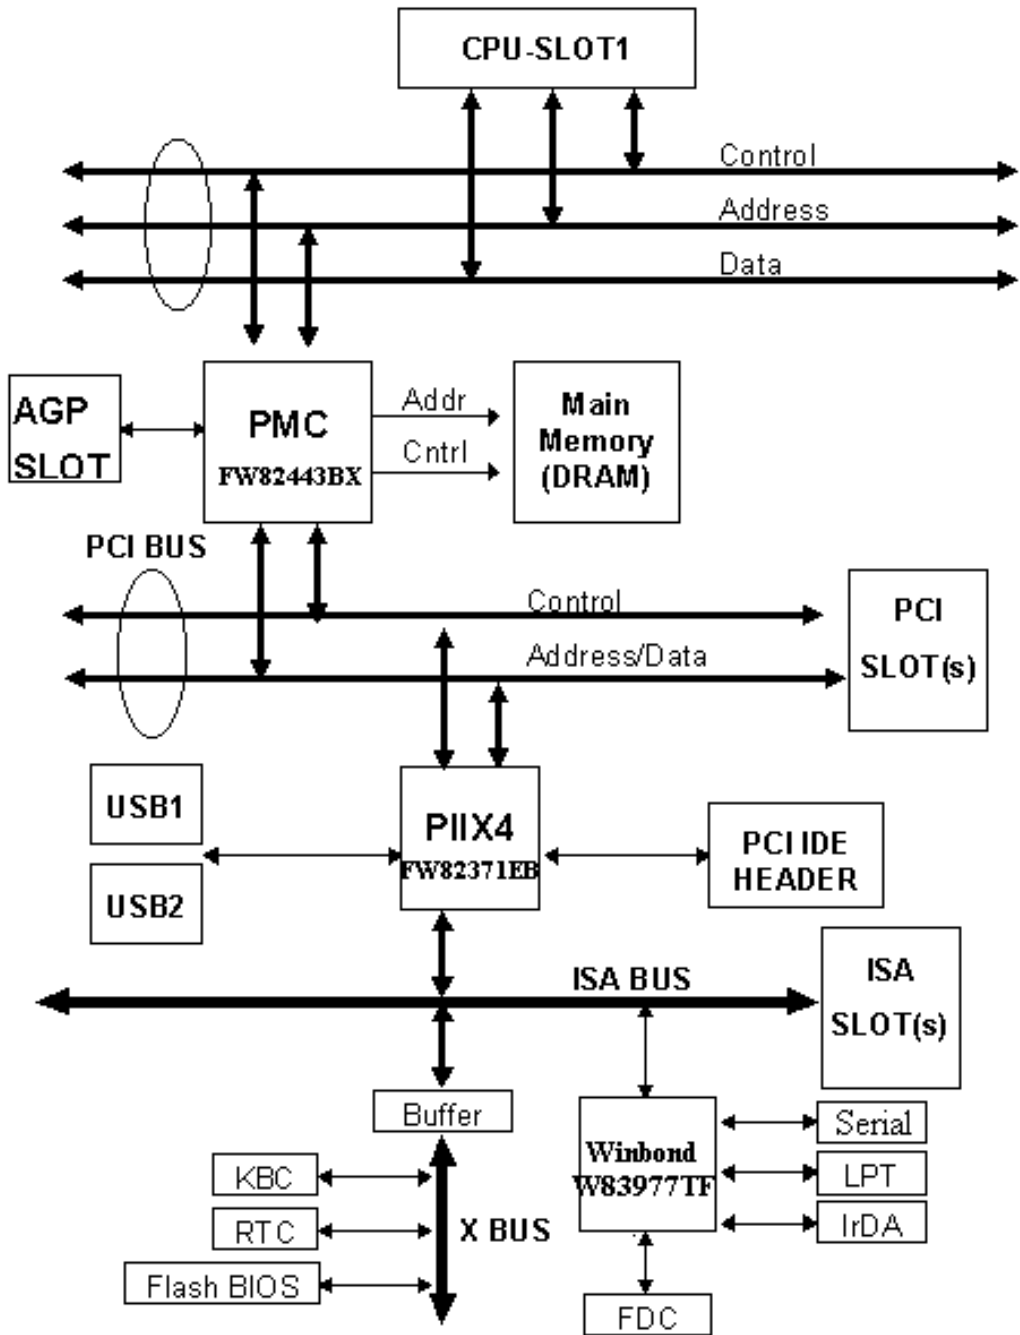 CPU-SLOT1
Control
Address
Data
AGP
SLOT
PMC
FW82443BX
Addr
Cntrl
Main
Memory
(DRAM)
PCI BUS
Control
Address/Data
PCI
SLOT(s)
USB1
USB2
PIIX4
FW82371EB
PCI IDE
HEADER
ISA BUS
ISA
SLOT(s)
Buffer
KBC
RTC
Flash BIOS
X BUS
Winbond
W83977TF
Serial
LPT
IrDA
FDC